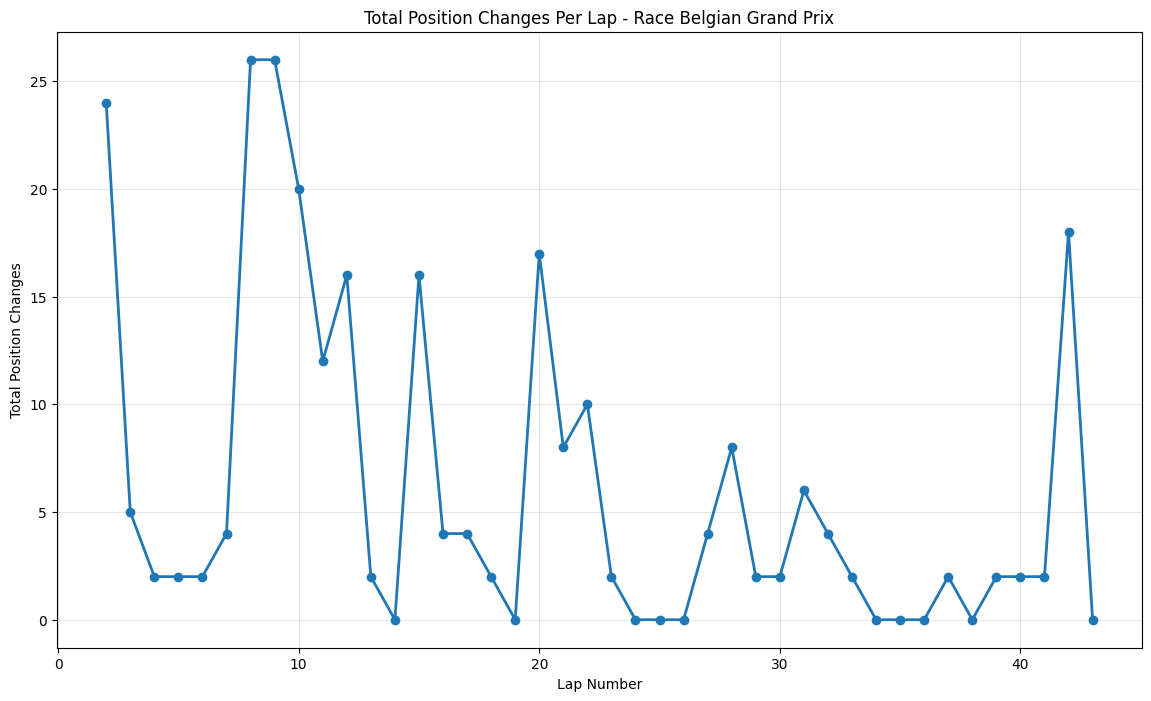 Total Position Changes Per Lap - Race Belgian Grand Prix
Total Position Changes
25
20
15
10
5
0
0 10 20 30 40
Lap Number